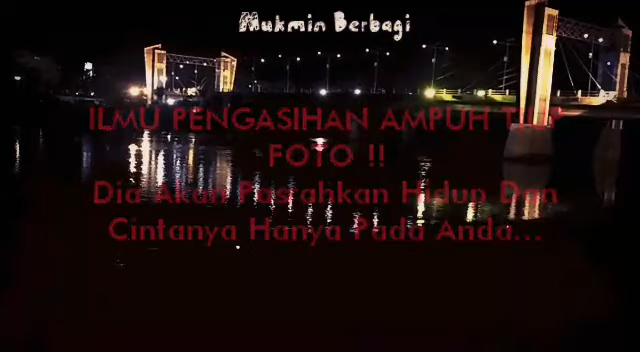 Mukmin Berbagi
ILMU PENGASIHAN AMPUH
FOTO !!
Dia Akan Pasrahkan Hidup Dan
Cintanya Hanya Pada Anda...